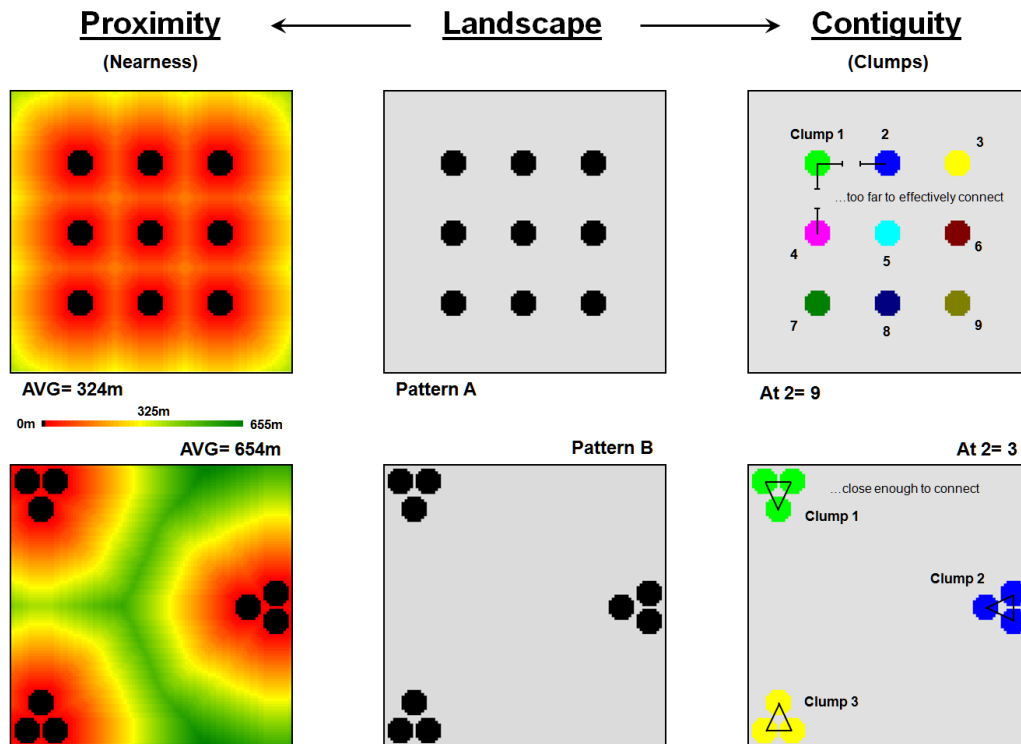 Proximity
Landscape
Contiguity
(Nearness)
(Clumps)
Clump 1
2
3
…too far to effectively connect
4
5
6
7
8
9
AVG= 324m
Pattern A
At 2= 9
0m
325m
655m
AVG= 654m
Pattern B
At 2= 3
…close enough to connect
Clump 1
Clump 2
Clump 3